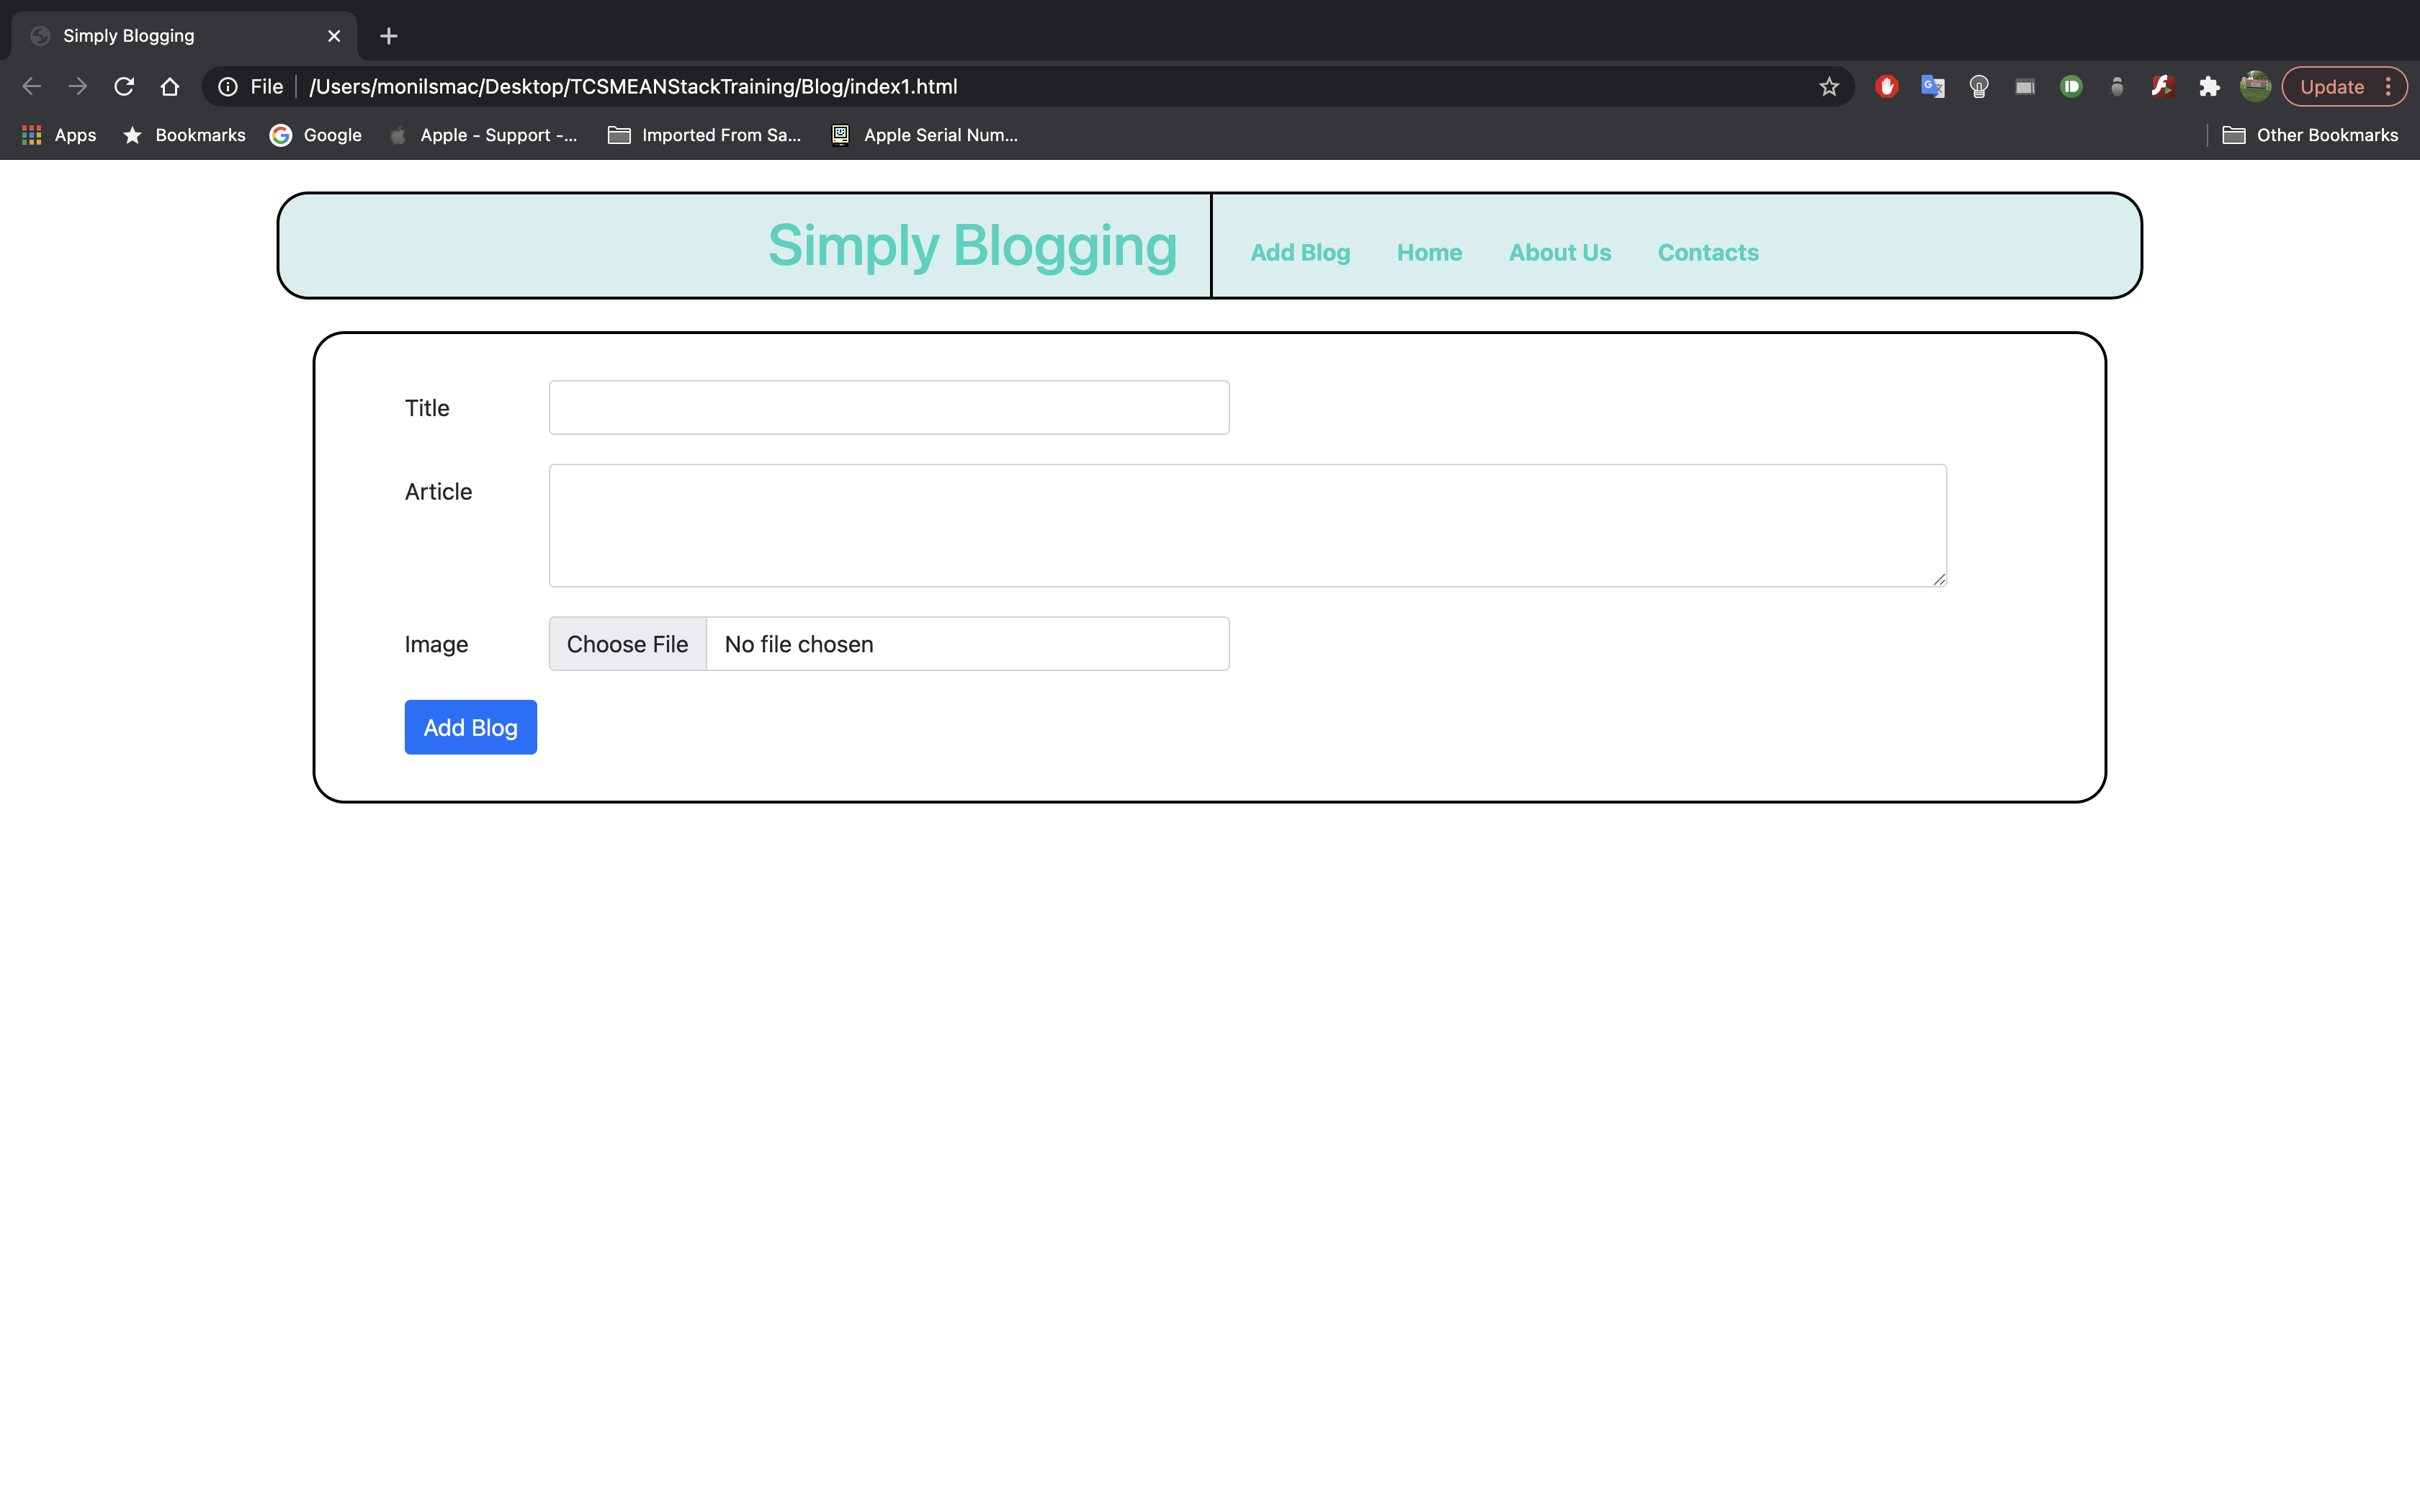 Simply Blogging
File /Users/monilsmac/Desktop/TCSMEANStackTraining/Blog/index1.html Update
Apps Bookmarks Google Apple - Support -... Imported From Sa... Apple Serial Num... Other Bookmarks
Simply Blogging Add Blog Home About Us Contacts
Title
Article
Image Choose File No file chosen
Add Blog